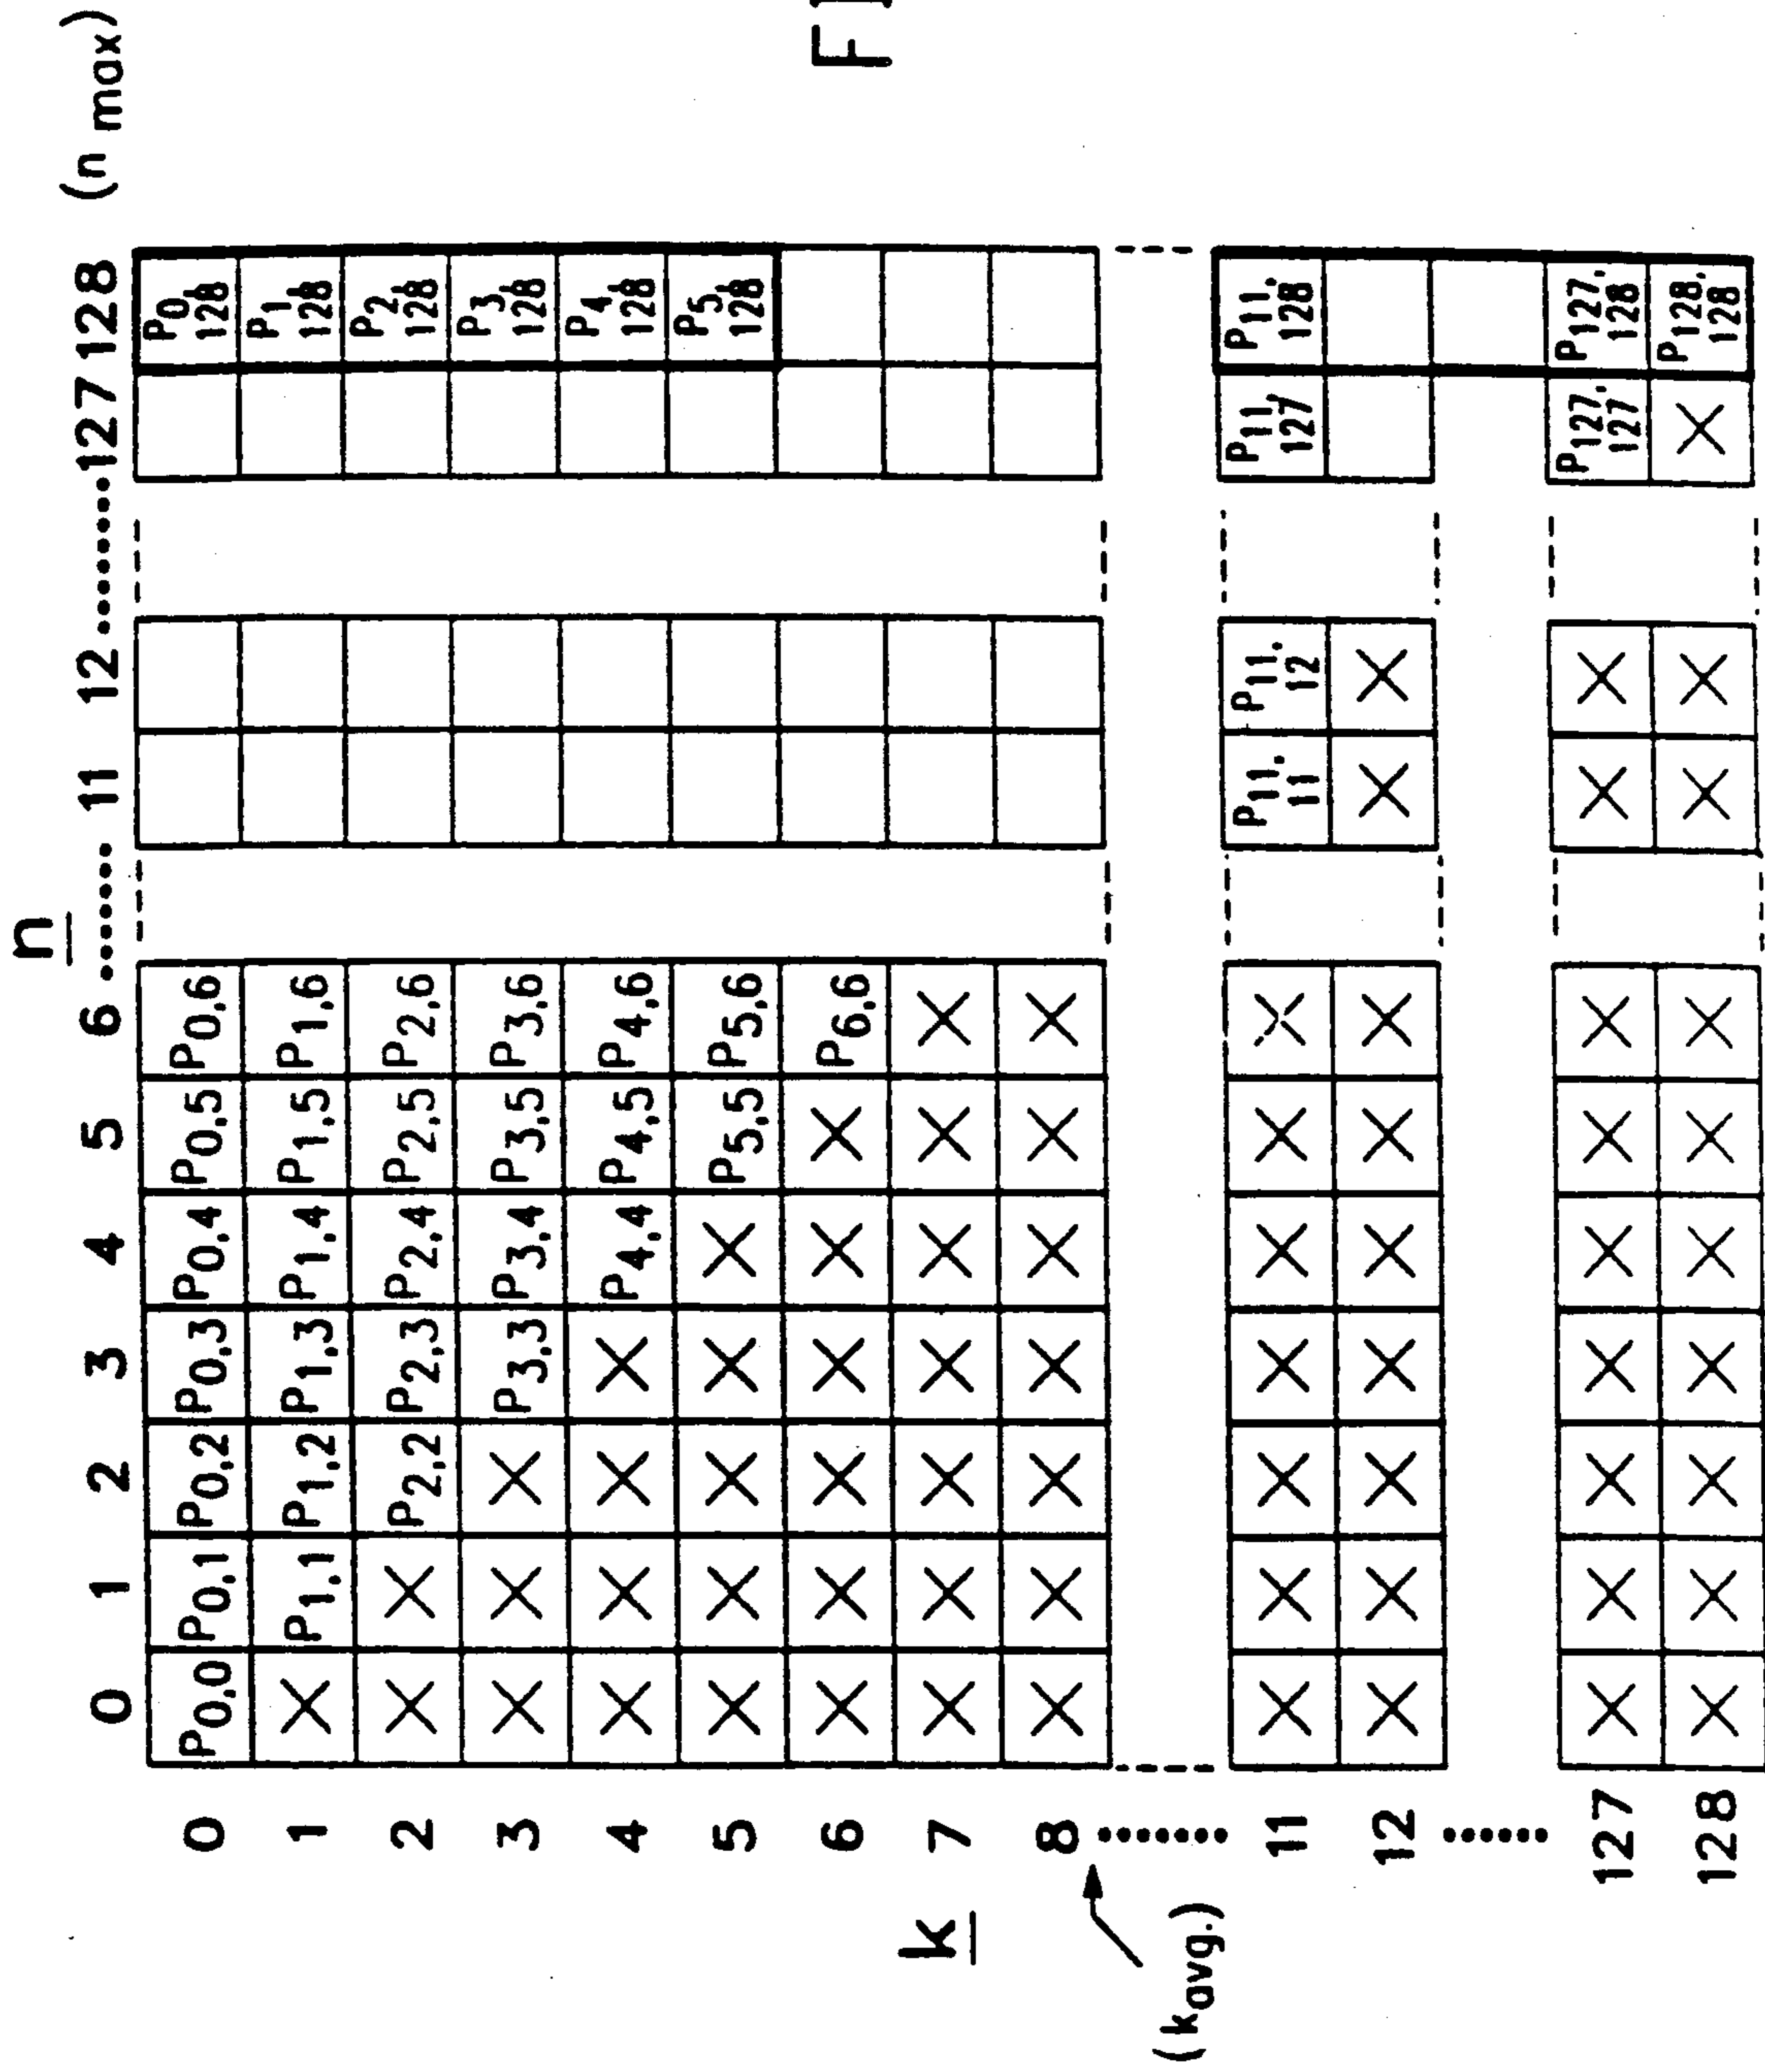 n
0 1 2 3 4 5 6 ....... 11 12 ........ 127 128 (n max)
0 P0,0 P0,1 P0,2 P0,3 P0,4 P0,5 P0,6 P0, 128
1 X P1,1 P1,2 P1,3 P1,4 P1,5 P1,6 P1, 128
2 X X P2,2 P2,3 P2,4 P2,5 P2,6 P2, 128
3 X X X P3,3 P3,4 P3,5 P3,6 P3, 128
4 X X X X P4,4 P4,5 P4,6 P4, 128
5 X X X X X P5,5 P5,6 P5, 128
6 X X X X X X P6,6
k 7 X X X X X X X
8 X X X X X X X
(kavg.)
11 X X X X X X X P11, 11 P11, 12 P11, 127 P11, 128
12 X X X X X X X X X
127 X X X X X X X X X P127, 127 P127, 128
128 X X X X X X X X X X P128, 128